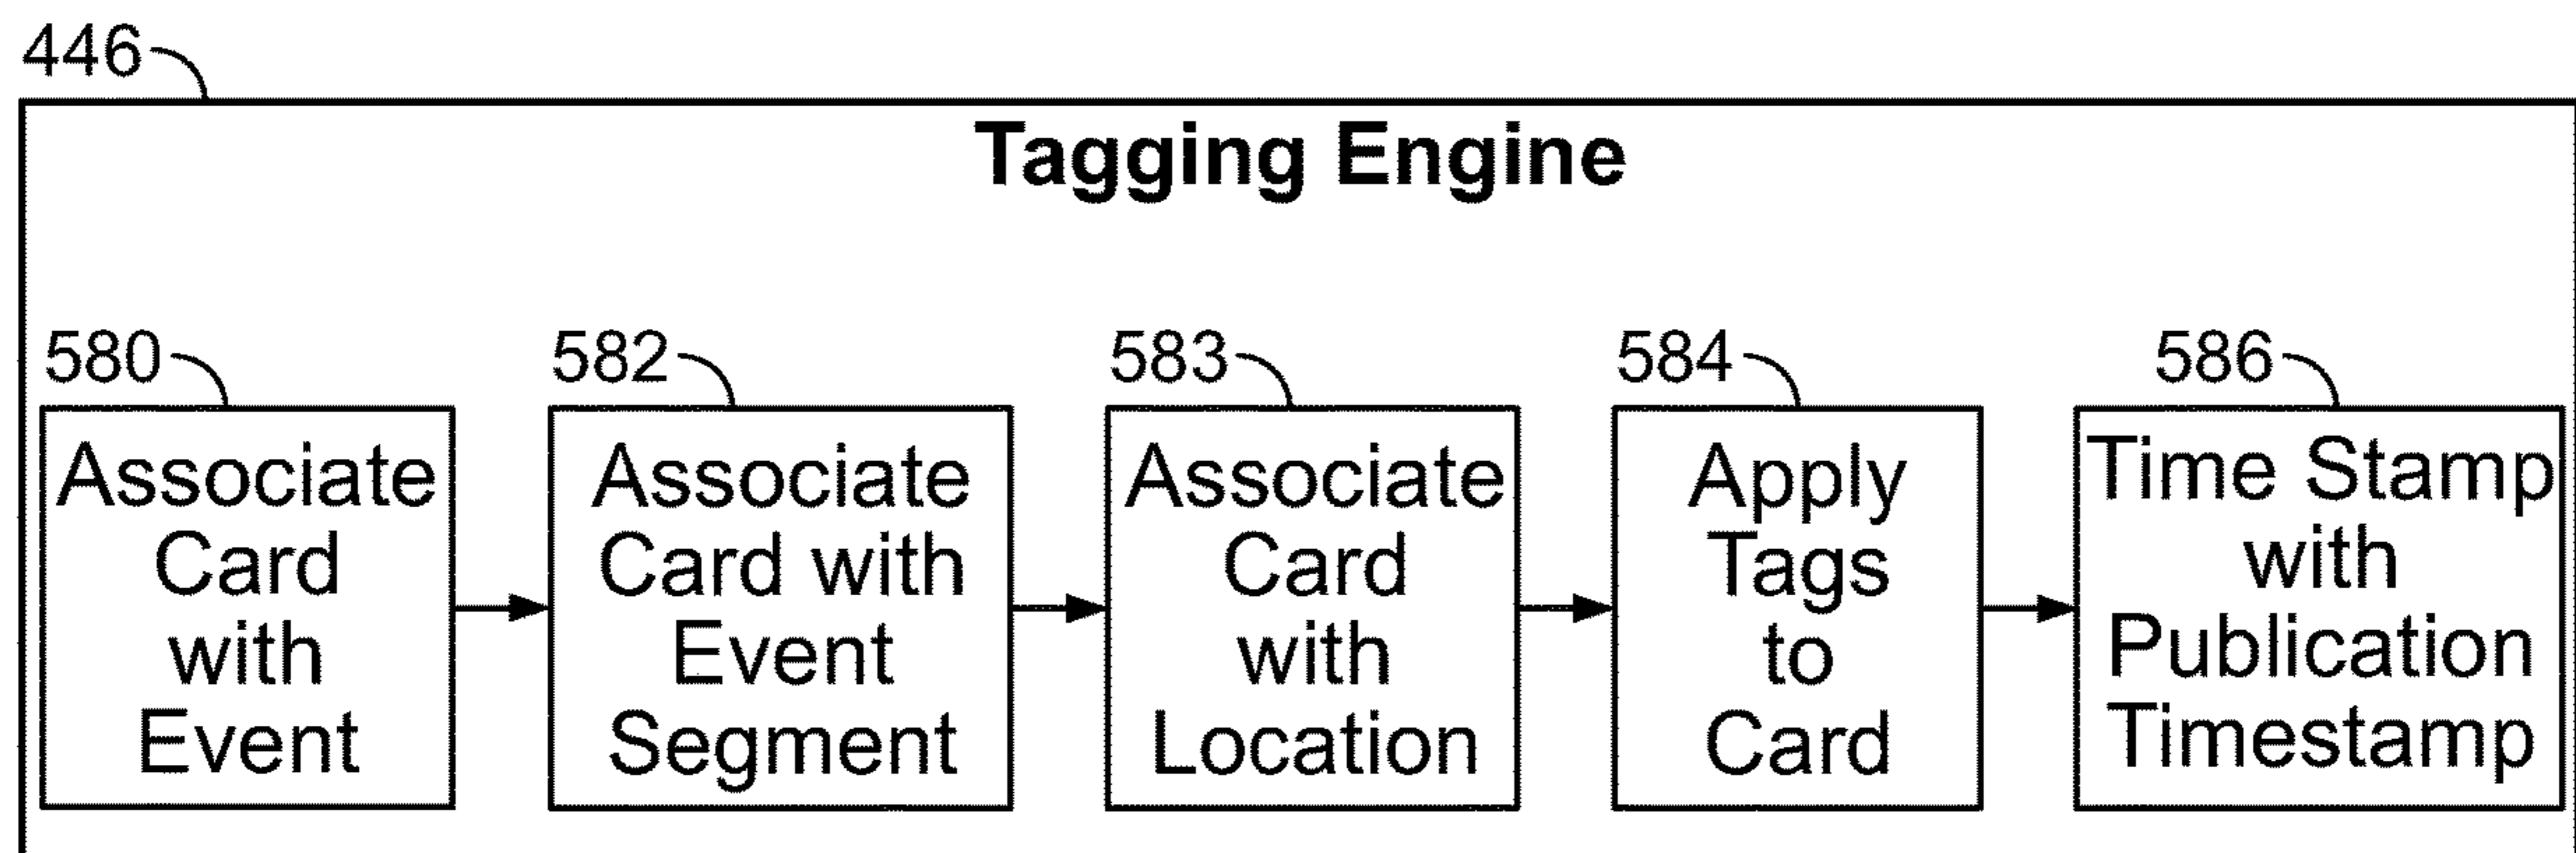 446
Tagging Engine
580
582
583
584
586
Associate
Card
with
Event
Associate
Card with
Event
Segment
Associate
Card
with
Location
Apply
Tags
to
Card
Time Stamp
with
Publication
Timestamp